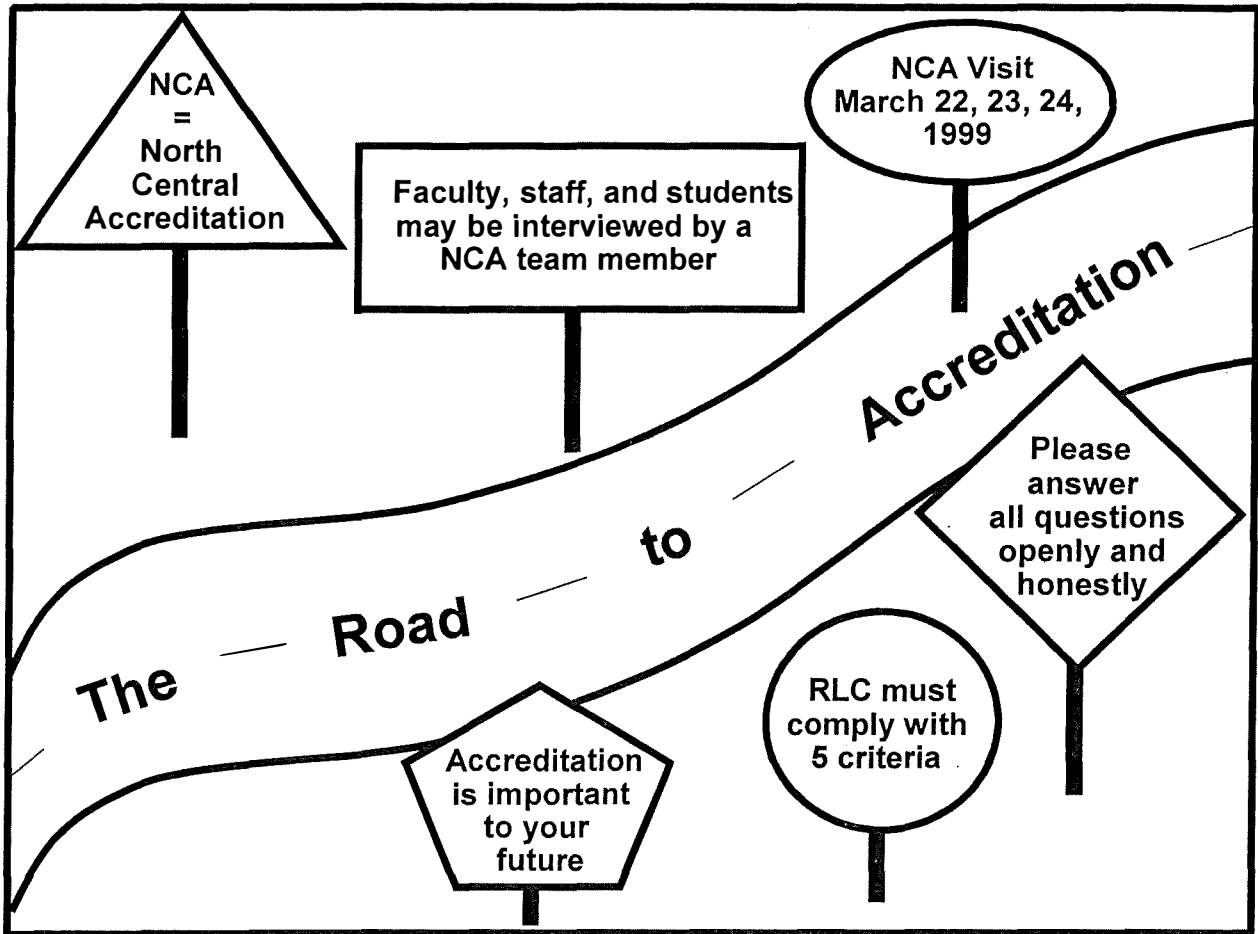 NCA
=
North
Central
Accreditation
Faculty, staff, and students
may be interviewed by a
NCA team member
NCA Visit
March 22, 23, 24,
1999
The Road to Accreditation
Please
answer
all questions
openly and
honestly
RLC must
comply with
5 criteria
Accreditation
is important
to your
future